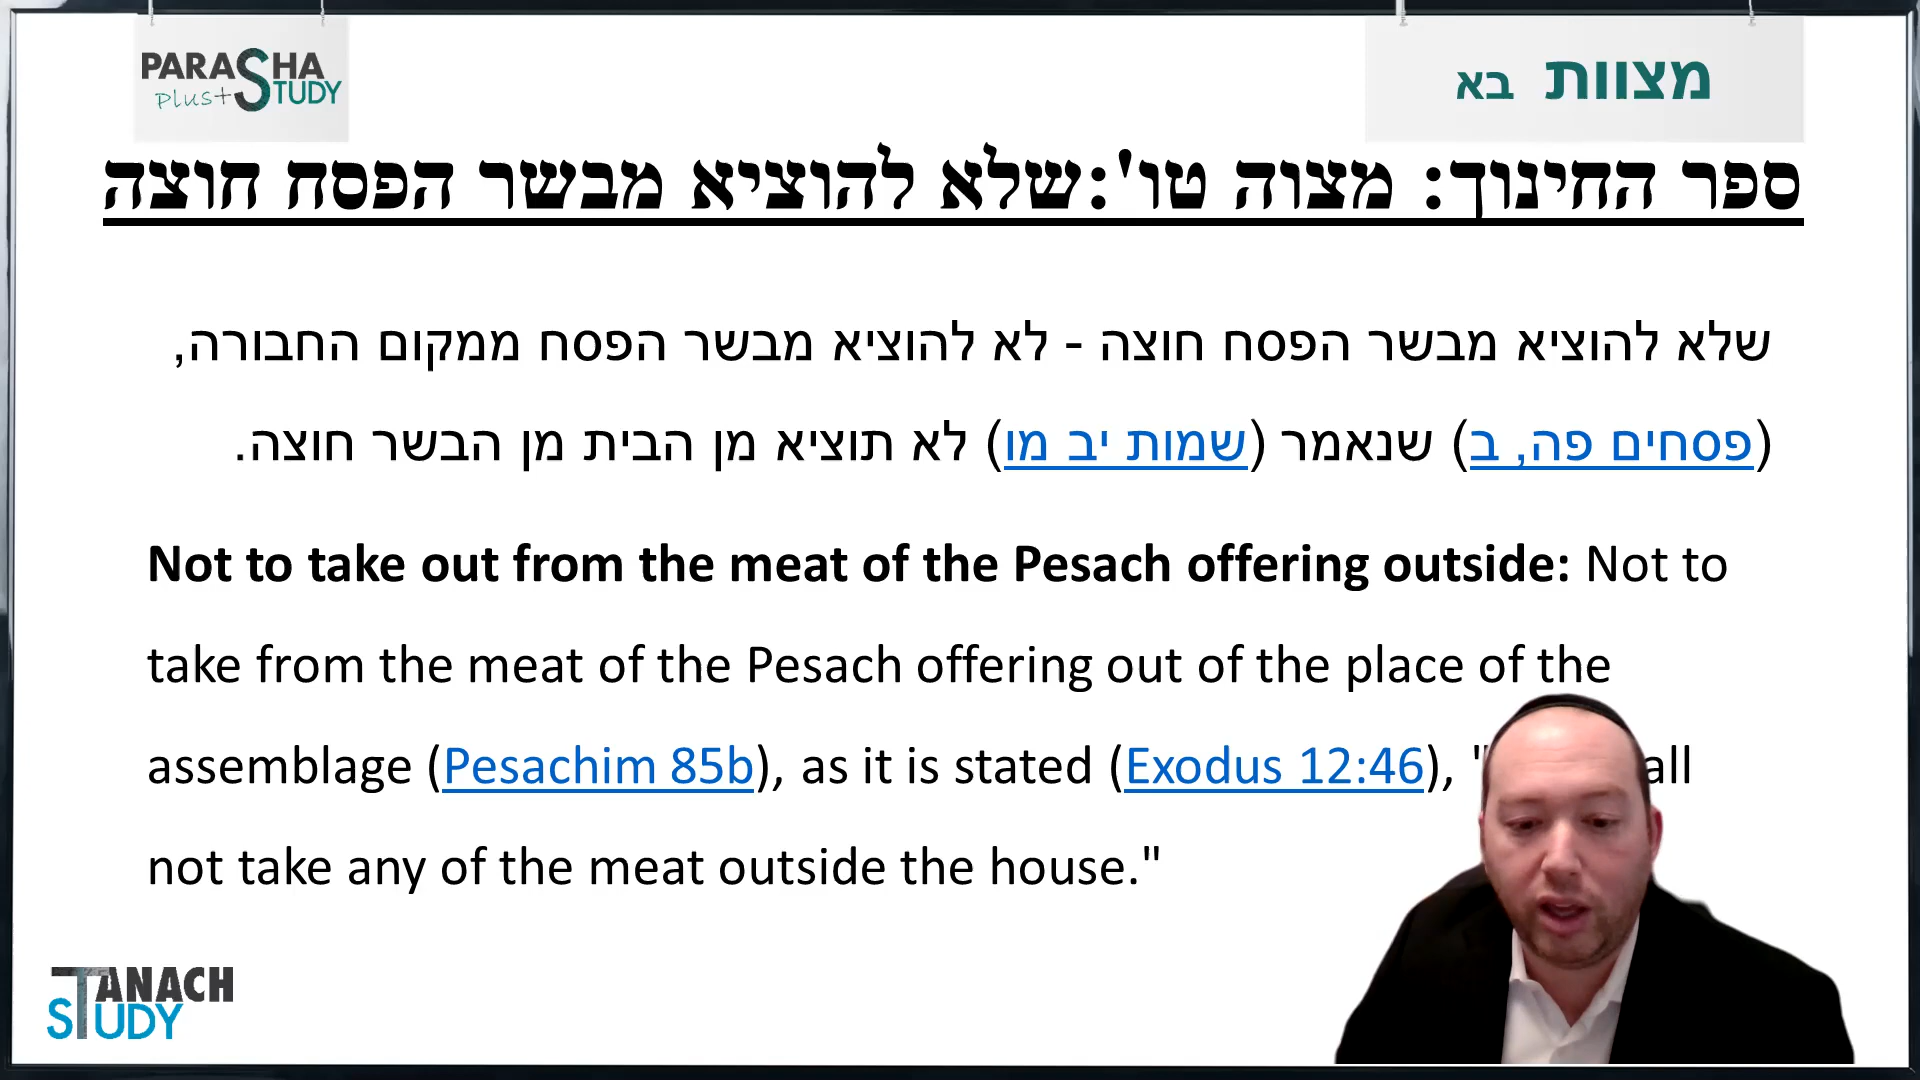 PARASHA
plus+ STUDY
מצוות בא
ספר החינוך: מצוה טו':שלא להוציא מבשר הפסח חוצה
שלא להוציא מבשר הפסח חוצה - לא להוציא מבשר הפסח ממקום החבורה,
(פסחים פה, ב) שנאמר (שמות יב מו) לא תוציא מן הבית מן הבשר חוצה.
Not to take out from the meat of the Pesach offering outside: Not to
take from the meat of the Pesach offering out of the place of the
assemblage (Pesachim 85b), as it is stated (Exodus 12:46), "
not take any of the meat outside the house."
TANACH
STUDY